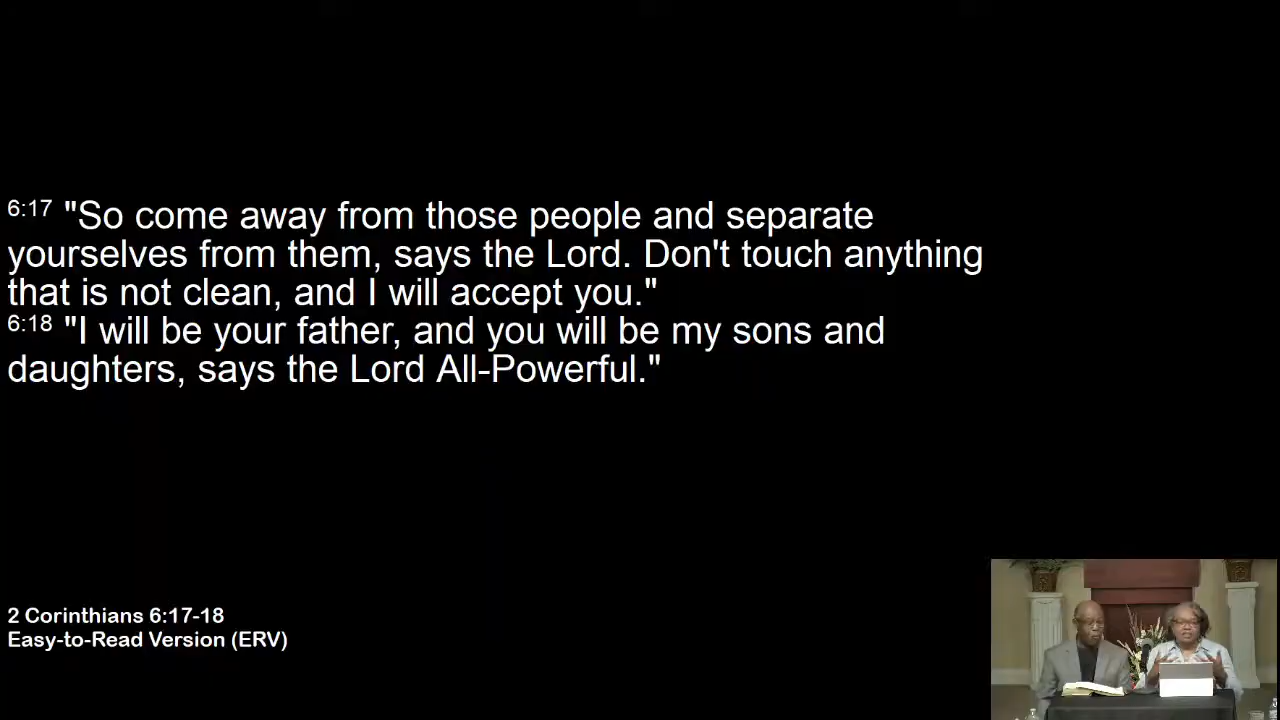 6:17 "So come away from those people and separate
yourselves from them, says the Lord. Don't touch anything
that is not clean, and I will accept you."
6:18 "I will be your father, and you will be my sons and
daughters, says the Lord All-Powerful."
2 Corinthians 6:17-18
Easy-to-Read Version (ERV)